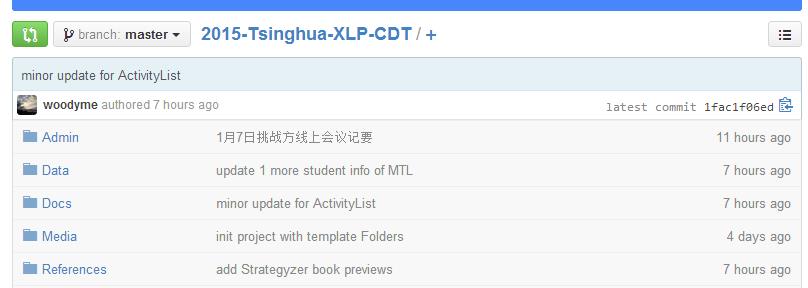 branch: master 2015-Tsinghua-XLP-CDT / +
minor update for ActivityList
woodyme authored 7 hours ago latest commit 1fac1f06ed
Admin 1月7日挑战方线上会议记要 11 hours ago
Data update 1 more student info of MTL 7 hours ago
Docs minor update for ActivityList 7 hours ago
Media init project with template Folders 4 days ago
References add Strategyzer book previews 7 hours ago